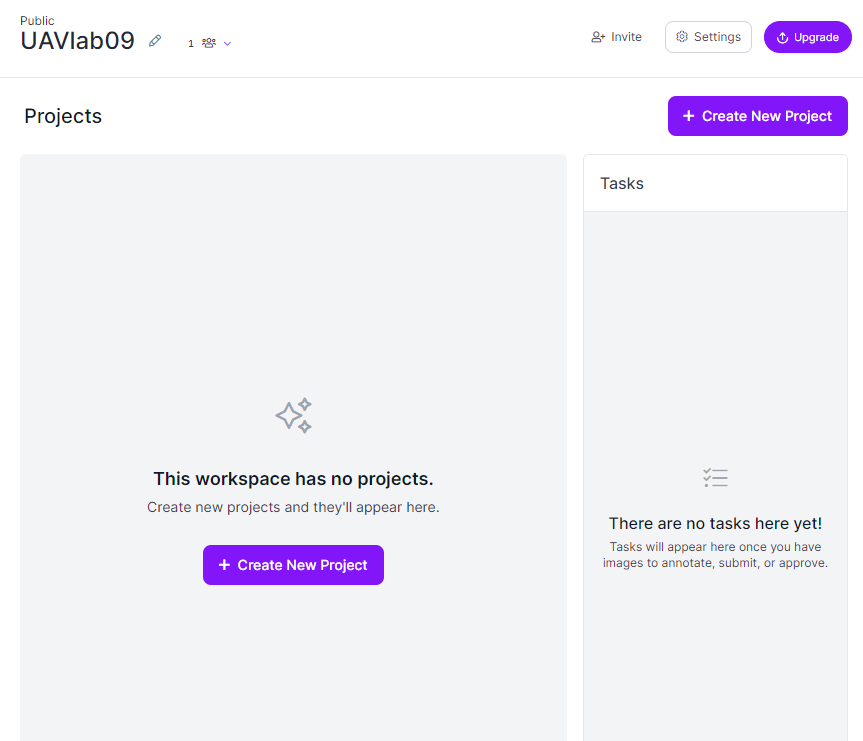 Public
UAVlab09
1
Invite
Settings
Upgrade
Projects
+ Create New Project
Tasks
This workspace has no projects.
Create new projects and they'll appear here.
+ Create New Project
There are no tasks here yet!
Tasks will appear here once you have
images to annotate, submit, or approve.